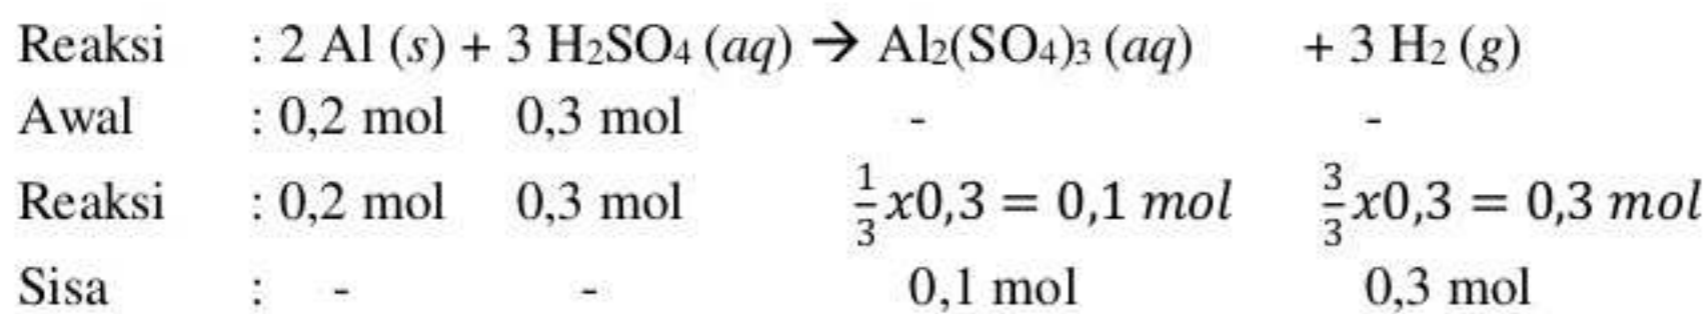 Reaksi : 2 Al (s) + 3 H2SO4 (aq) → Al2(SO4)3 (aq) + 3 H2 (g)
Awal : 0,2 mol 0,3 mol - -
Reaksi : 0,2 mol 0,3 mol 1/3 x0,3 = 0,1 mol 3/3 x0,3 = 0,3 mol
Sisa : - - 0,1 mol 0,3 mol